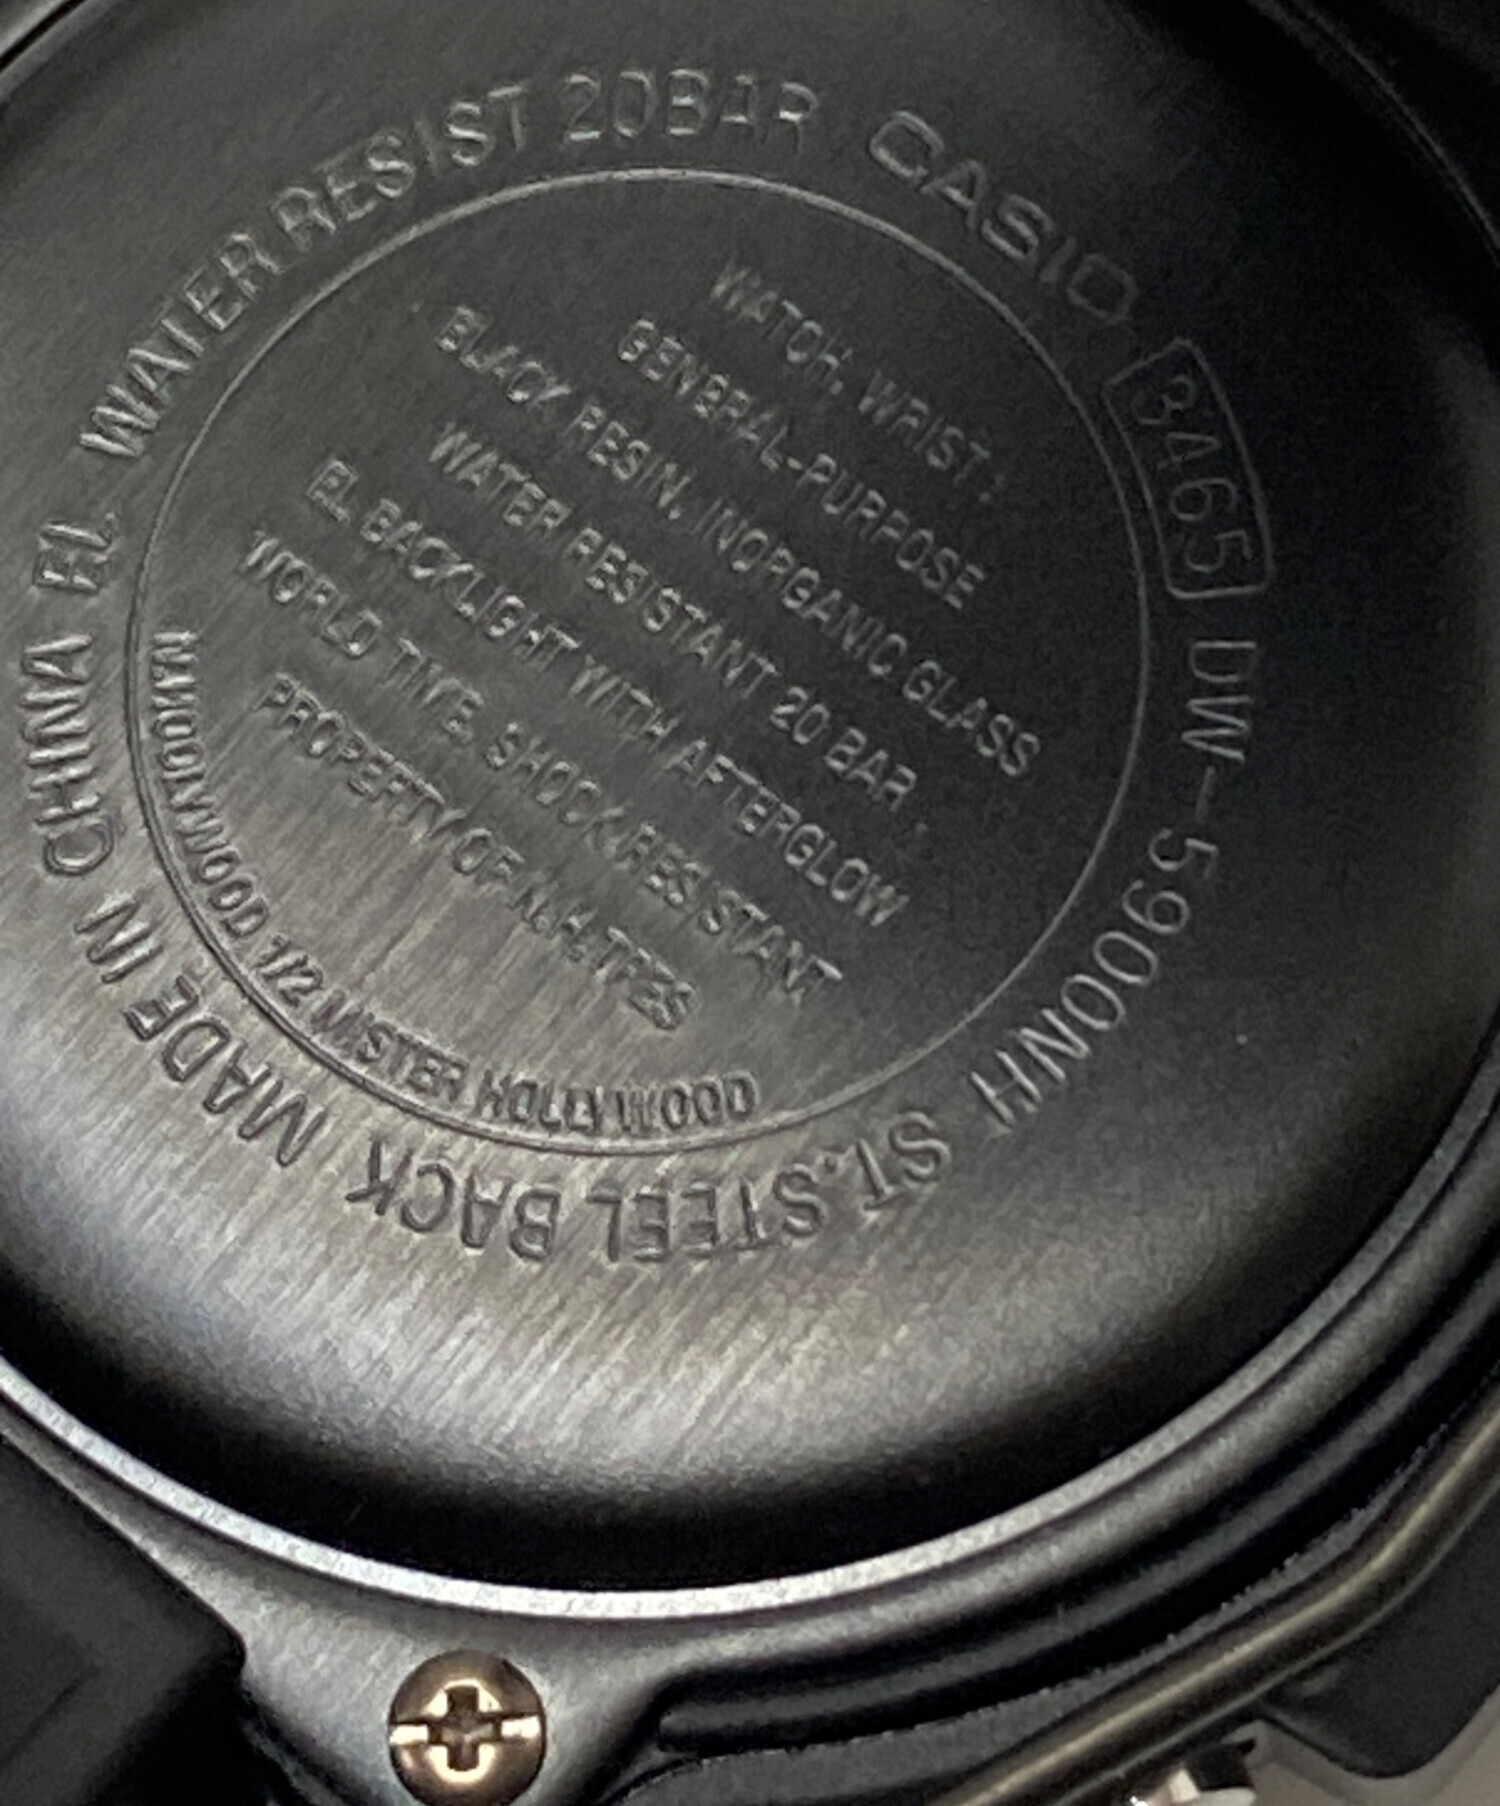 CASIO 3465 DW-5900NH ST.STEEL BACK MADE IN CHINA EL WATER RESIST 20BAR
WATCH, WRIST:
GENERAL-PURPOSE
BLACK RESIN, INORGANIC GLASS
WATER RESISTANT 20 BAR,
EL BACKLIGHT WITH AFTERGLOW
WORLD TIME, SHOCK RESISTANT
PROPERTY OF N.H.TPES
1/2 MISTER